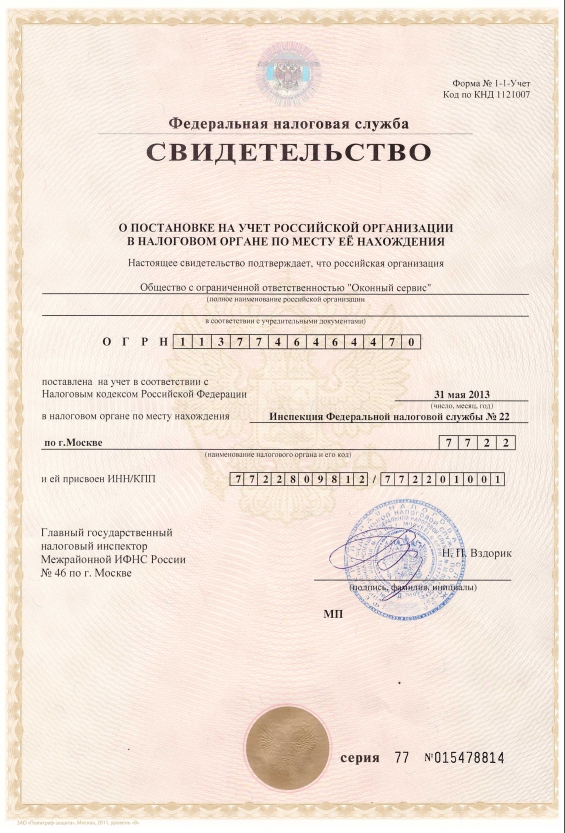 Форма № 1-1-Учет
Код по КНД 1121007
Федеральная налоговая служба
СВИДЕТЕЛЬСТВО
О ПОСТАНОВКЕ НА УЧЕТ РОССИЙСКОЙ ОРГАНИЗАЦИИ
В НАЛОГОВОМ ОРГАНЕ ПО МЕСТУ ЕЁ НАХОЖДЕНИЯ
Настоящее свидетельство подтверждает, что российская организация
Общество с ограниченной ответственностью "Оконный сервис"
(полное наименование российской организации
в соответствии с учредительными документами)
О Г Р Н 1 1 3 7 7 4 6 4 6 4 4 7 0
поставлена на учет в соответствии с
Налоговым кодексом Российской Федерации 31 мая 2013
(число, месяц, год)
в налоговом органе по месту нахождения Инспекция Федеральной налоговой службы № 22
по г.Москве 7 7 2 2
(наименование налогового органа и его код)
и ей присвоен ИНН/КПП 7 7 2 2 8 0 9 8 1 2 / 7 7 2 2 0 1 0 0 1
Главный государственный
налоговый инспектор
Межрайонной ИФНС России
№ 46 по г. Москве
Н. П. Вздорик
(подпись, фамилия, инициалы)
МП
серия 77 №015478814
ЗАО «Полиграф-защита», Москва, 2011, уровень «В»